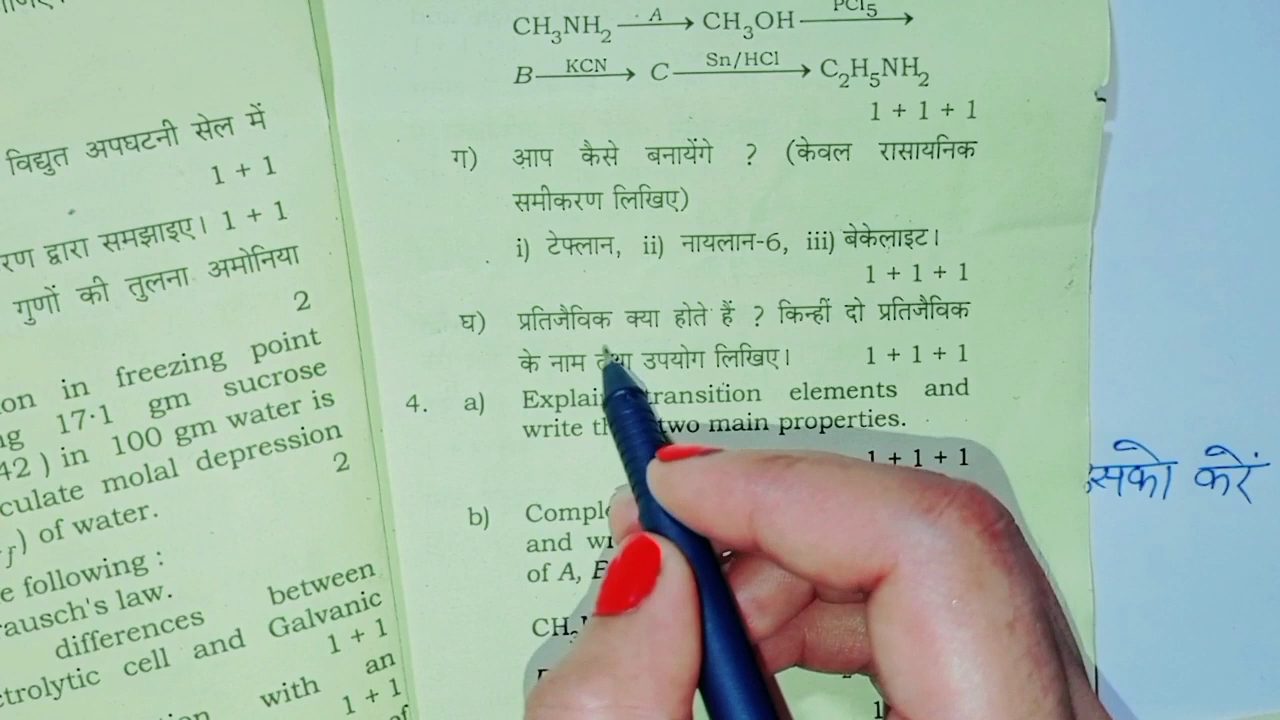 विद्युत अपघटनी सेल में
1 + 1
रण द्वारा समझाइए। 1 + 1
गुणों की तुलना अमोनिया
2
on in freezing point
17·1 gm sucrose
42 ) in 100 gm water is
culate molal depression
2
f ) of water.
e following :
rausch's law.
differences between
ctrolytic cell and Galvanic
1 + 1
with an
1 + 1
of
CH₃NH₂ —A→ CH₃OH —PCl₅→
B —KCN→ C —Sn/HCl→ C₂H₅NH₂
1 + 1 + 1
ग) आप कैसे बनायेंगे ? (केवल रासायनिक
समीकरण लिखिए)
i) टेफ्लान, ii) नायलान-6, iii) बेकेलाइट।
1 + 1 + 1
घ) प्रतिजैविक क्या होते हैं ? किन्हीं दो प्रतिजैविक
के नाम तथा उपयोग लिखिए। 1 + 1 + 1
4. a) Explain transition elements and
write two main properties.
1 + 1 + 1
b) Compl
and wr
of A,
CH₃
सको करें